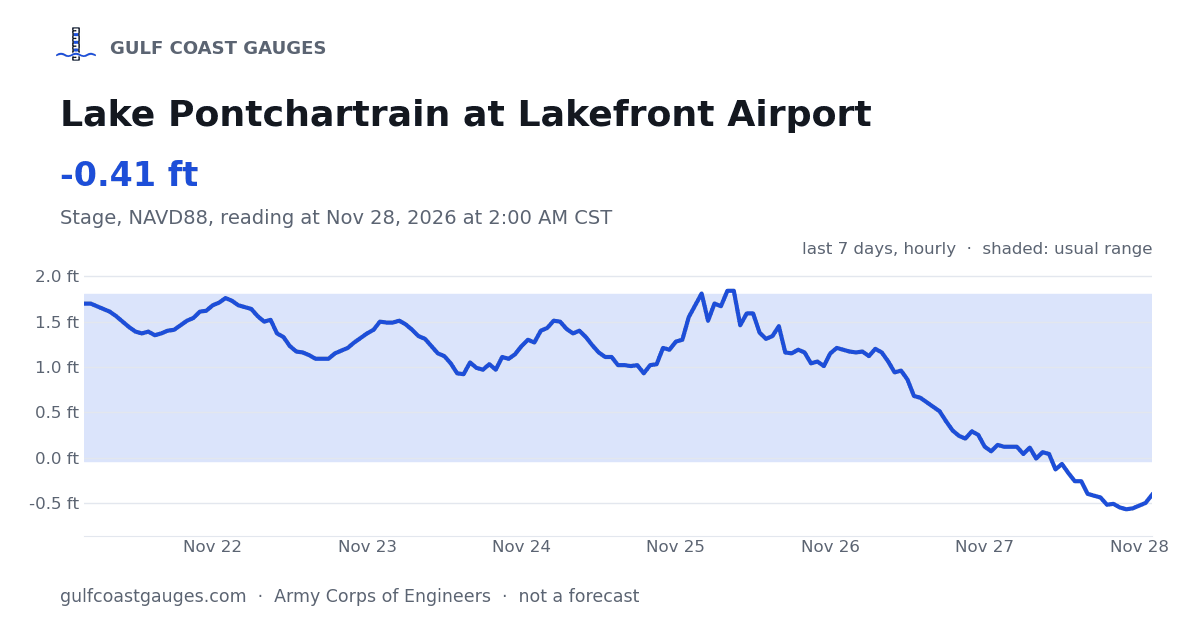 GULF COAST GAUGES
Lake Pontchartrain at Lakefront Airport
-0.41 ft
Stage, NAVD88, reading at Nov 28, 2026 at 2:00 AM CST
last 7 days, hourly · shaded: usual range
2.0 ft
1.5 ft
1.0 ft
0.5 ft
0.0 ft
-0.5 ft
Nov 22 Nov 23 Nov 24 Nov 25 Nov 26 Nov 27 Nov 28
gulfcoastgauges.com · Army Corps of Engineers · not a forecast